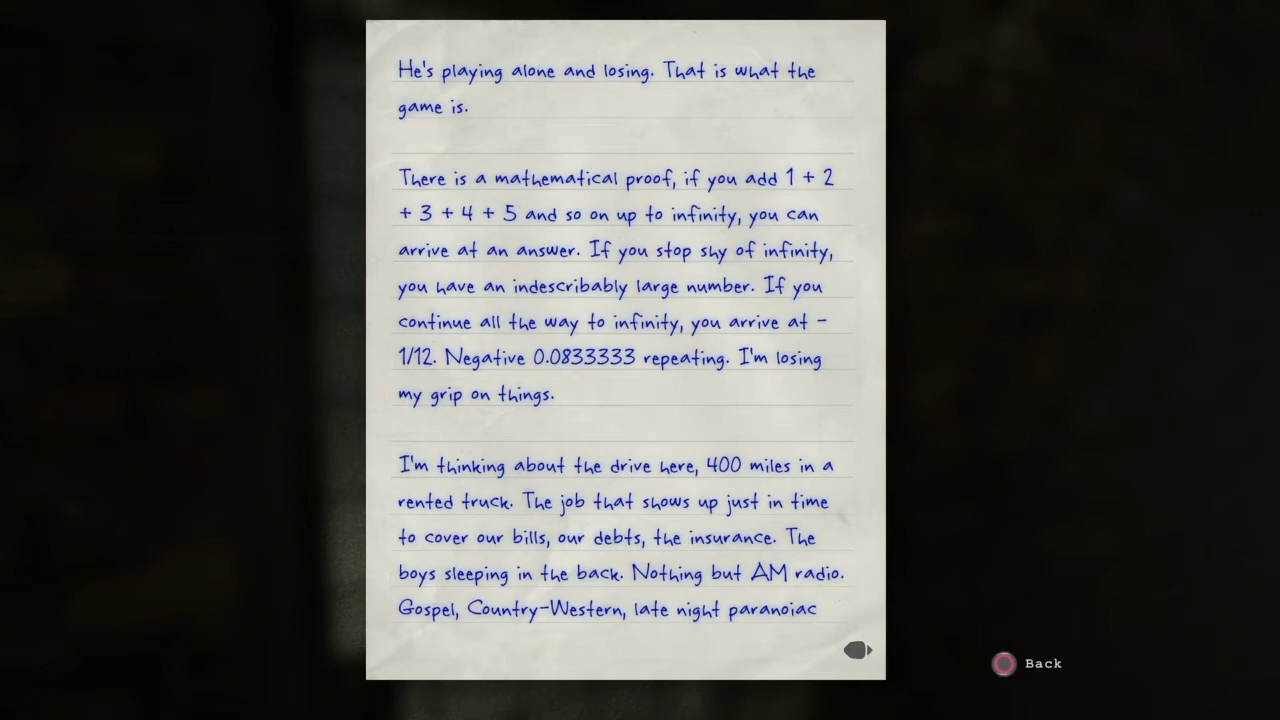 He's playing alone and losing. That is what the
game is.
There is a mathematical proof, if you add 1 + 2
+ 3 + 4 + 5 and so on up to infinity, you can
arrive at an answer. If you stop shy of infinity,
you have an indescribably large number. If you
continue all the way to infinity, you arrive at -
1/12. Negative 0.0833333 repeating. I'm losing
my grip on things.
I'm thinking about the drive here, 400 miles in a
rented truck. The job that shows up just in time
to cover our bills, our debts, the insurance. The
boys sleeping in the back. Nothing but AM radio.
Gospel, Country-Western, late night paranoiac
Back